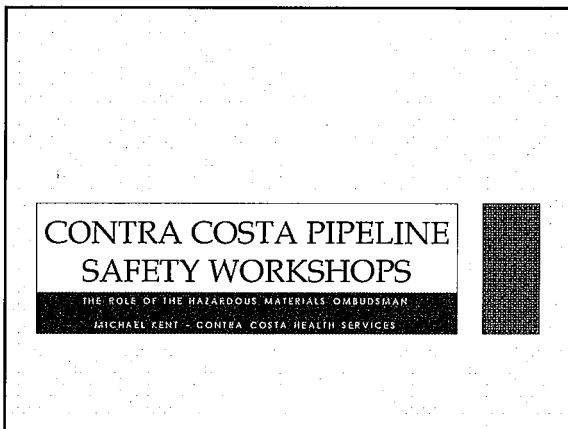 CONTRA COSTA PIPELINE
SAFETY WORKSHOPS
THE ROLE OF THE HAZARDOUS MATERIALS OMBUDSMAN
MICHAEL KENT - CONTRA COSTA HEALTH SERVICES